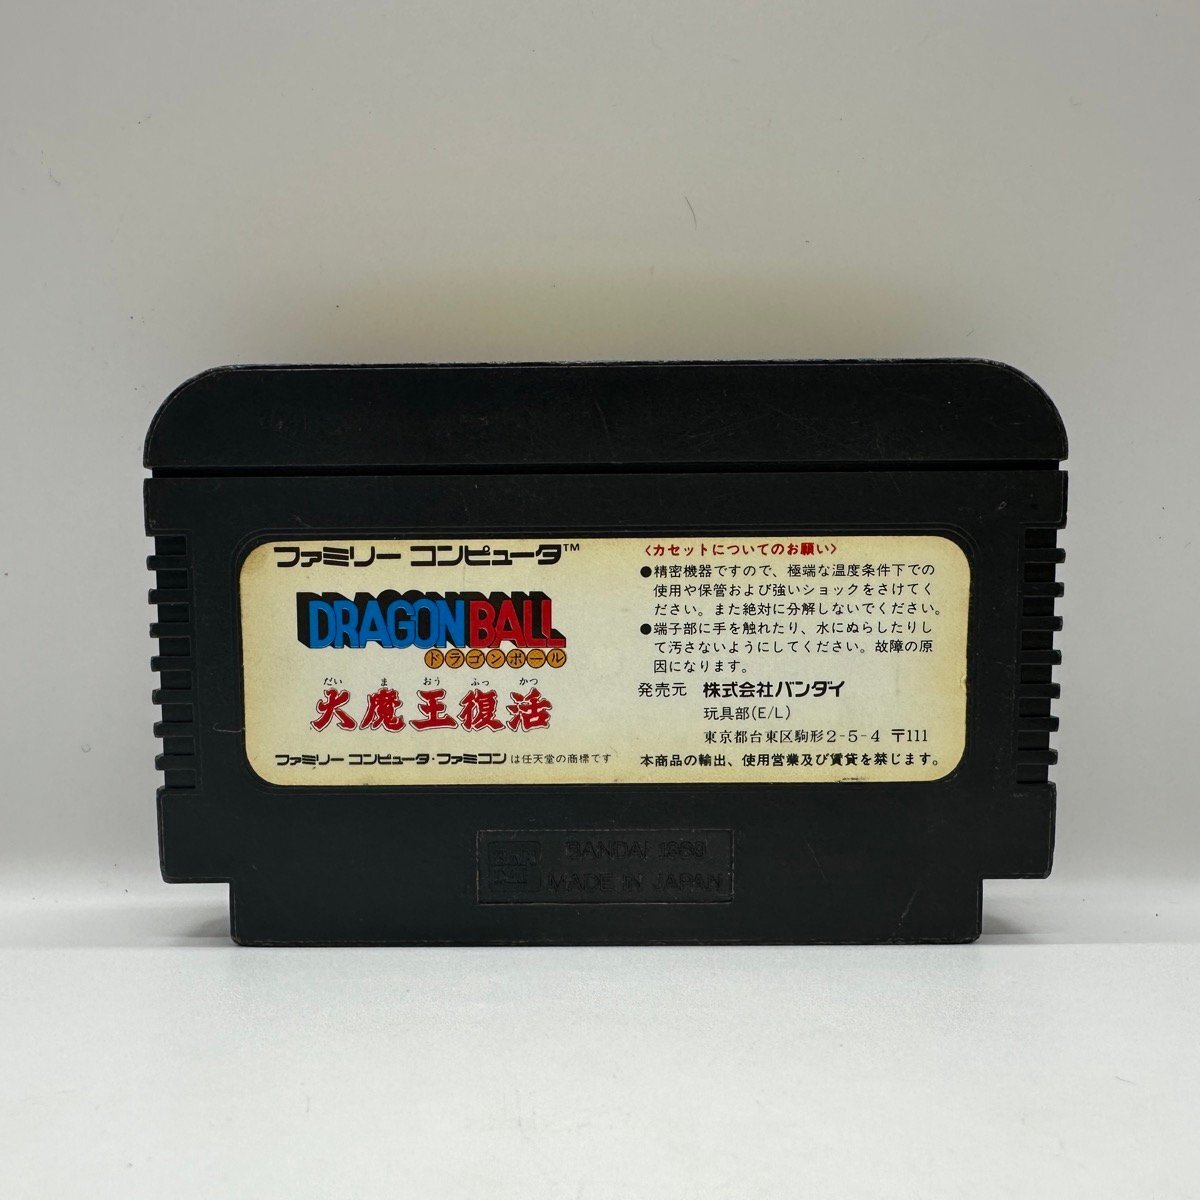 ファミリー コンピュータ™
DRAGON BALL
ドラゴンボール
だい ま おう ふっ かつ
大魔王復活
ファミリー コンピュータ・ファミコンは任天堂の商標です
〈カセットについてのお願い〉
●精密機器ですので、極端な温度条件下での
使用や保管および強いショックをさけてく
ださい。また絶対に分解しないでください。
●端子部に手を触れたり、水にぬらしたりし
て汚さないようにしてください。故障の原
因になります。
発売元 株式会社バンダイ
玩具部(E/L)
東京都台東区駒形2-5-4 〒111
本商品の輸出、使用営業及び賃貸を禁じます。
BAN
DAI
BANDAI 1989
MADE IN JAPAN